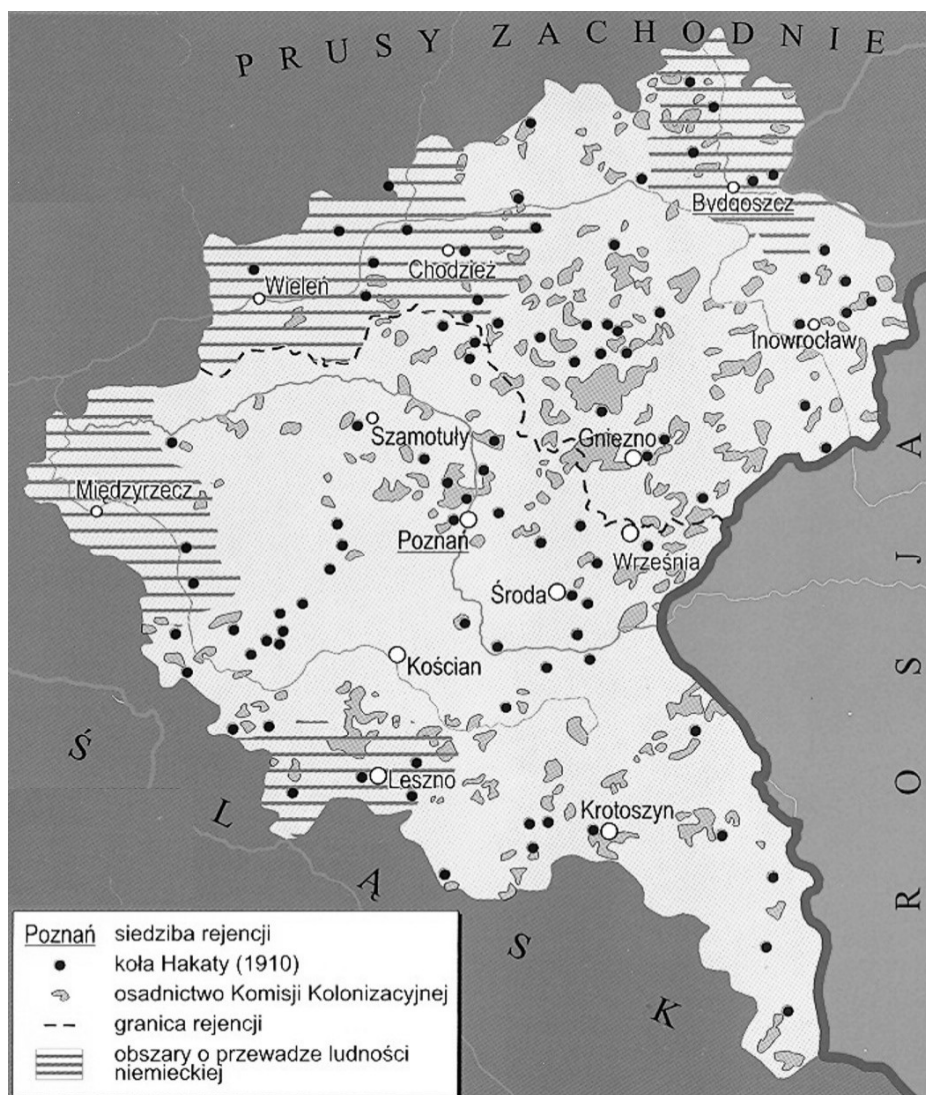 PRUSY ZACHODNIE
Bydgoszcz
Chodzież
Wieleń
Inowrocław
Szamotuły
Gniezno
Międzyrzecz
Poznań
Września
Środa
Kościan
Leszno
Krotoszyn
ROSJA
ŚLĄSK
Poznań siedziba rejencji
koła Hakaty (1910)
osadnictwo Komisji Kolonizacyjnej
granica rejencji
obszary o przewadze ludności
niemieckiej